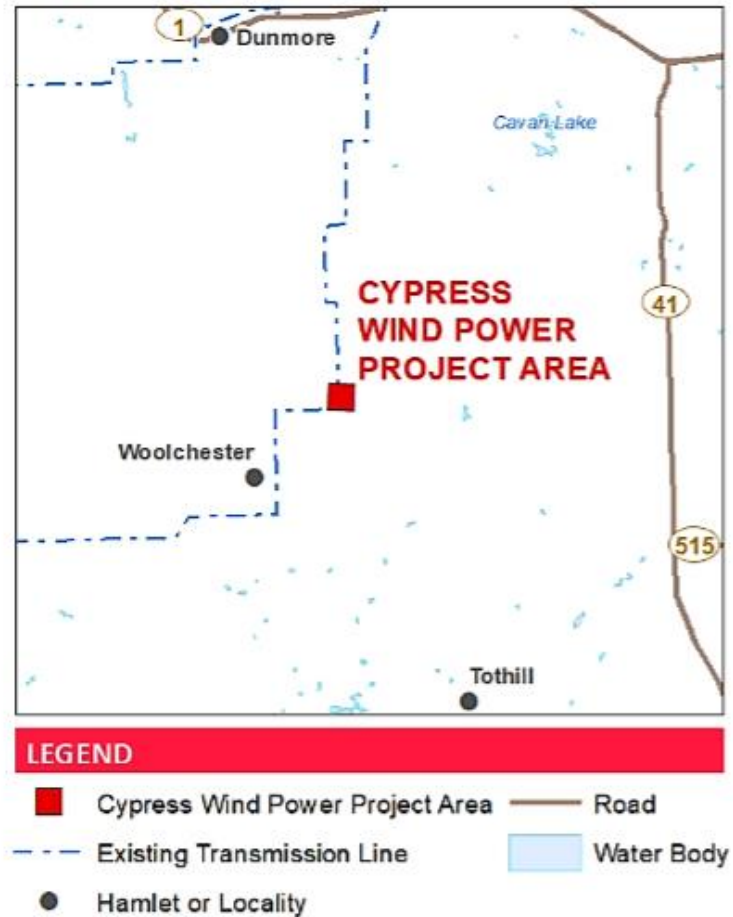 1
Dunmore
Cavan Lake
CYPRESS
WIND POWER
PROJECT AREA
41
Woolchester
515
Tothill
LEGEND
Cypress Wind Power Project Area
Road
Existing Transmission Line
Water Body
Hamlet or Locality